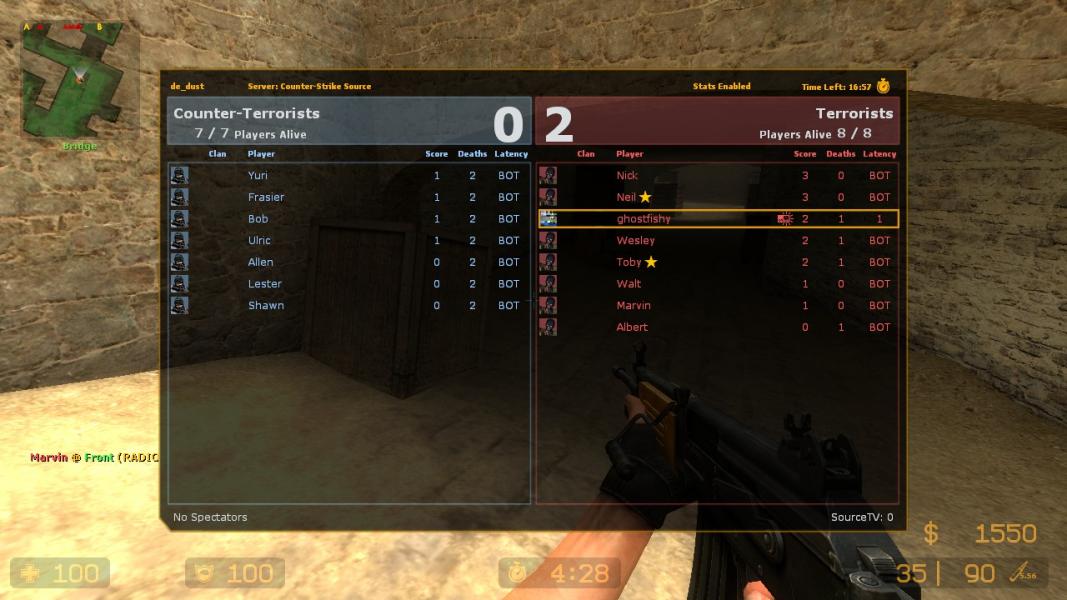 A B
Bridge
de_dust Server: Counter-Strike Source Stats Enabled Time Left: 16:57
Counter-Terrorists 0 2 Terrorists
7 / 7 Players Alive Players Alive 8 / 8
Clan Player Score Deaths Latency Clan Player Score Deaths Latency
Yuri 1 2 BOT Nick 3 0 BOT
Frasier 1 2 BOT Neil 3 0 BOT
Bob 1 2 BOT ghostfishy 2 1 1
Ulric 1 2 BOT Wesley 2 1 BOT
Allen 0 2 BOT Toby 2 1 BOT
Lester 0 2 BOT Walt 1 0 BOT
Shawn 0 2 BOT Marvin 1 0 BOT
Albert 0 1 BOT
Marvin @ Front (RADIO
No Spectators SourceTV: 0
$ 1550
100 100 4:28 35 | 90 5.56